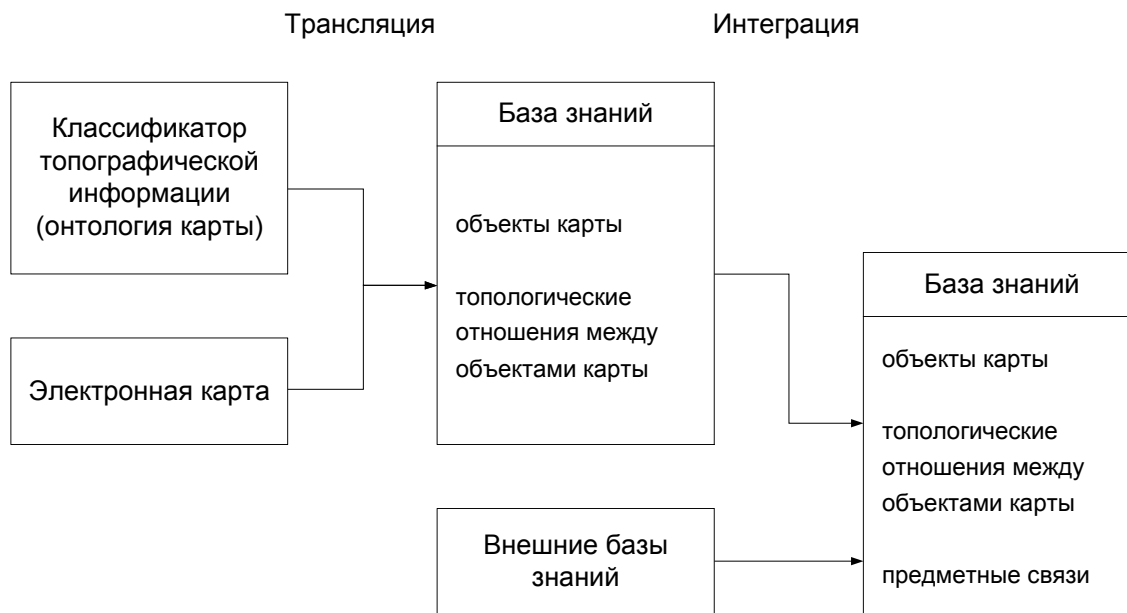 Трансляция
Интеграция
Классификатор
топографической
информации
(онтология карты)
Электронная карта
База знаний
объекты карты
топологические
отношения между
объектами карты
Внешние базы
знаний
База знаний
объекты карты
топологические
отношения между
объектами карты
предметные связи